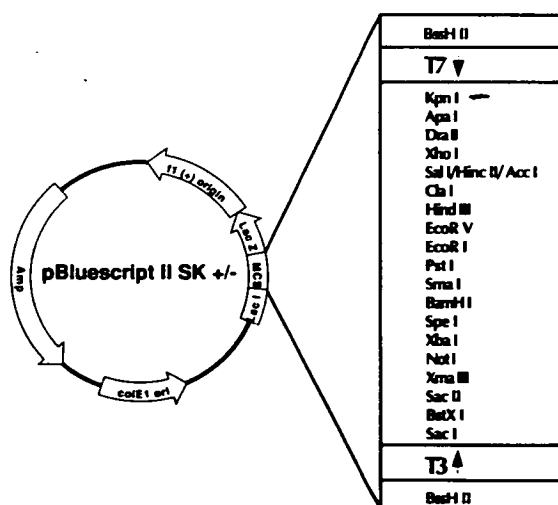 BssH II
T7
Kpn I
Apa I
Dra II
Xho I
Sal I/Hinc II/Acc I
Cla I
Hind III
EcoR V
EcoR I
Pst I
Sma I
BamH I
Spe I
Xba I
Not I
Xma III
Sac II
BstX I
Sac I
T3
BssH II
f1 (+) origin
Lac Z
MCS
Lac I
Amp
pBluescript II SK +/-
colE1 ori